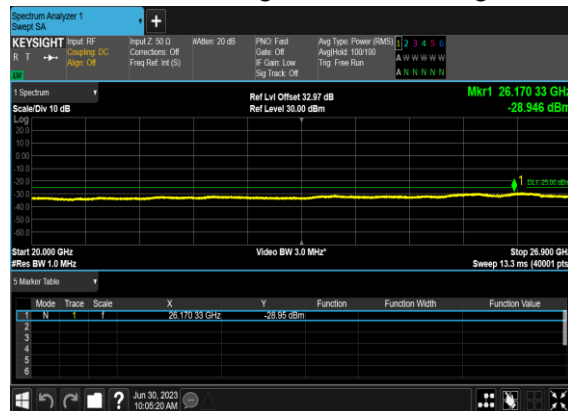 Spectrum Analyzer 1
Swept SA
+
KEYSIGHT Input: RF Input Z: 50 Ω #Atten: 20 dB PNO: Fast Avg Type: Power (RMS) 1 2 3 4 5 6
R T Coupling: DC Corrections: Off Gate: Off Avg|Hold: 100/100 A W W W W W
Align: Off Freq Ref: Int (S) IF Gain: Low Trig: Free Run
Sig Track: Off A N N N N N
LV
1 Spectrum Ref Lvl Offset 32.97 dB Mkr1 26.170 33 GHz
Scale/Div 10 dB Ref Level 30.00 dBm -28.946 dBm
Log
20.0
10.0
0.00
-10.0
-20.0 1 DL1 -25.00 dBm
-30.0
-40.0
-50.0
-60.0
Start 20.000 GHz Video BW 3.0 MHz* Stop 26.900 GHz
#Res BW 1.0 MHz Sweep 13.3 ms (40001 pts)
5 Marker Table
Mode Trace Scale X Y Function Function Width Function Value
1 N 1 f 26.170 33 GHz -28.95 dBm
2
3
4
5
6
? Jun 30, 2023
10:05:20 AM